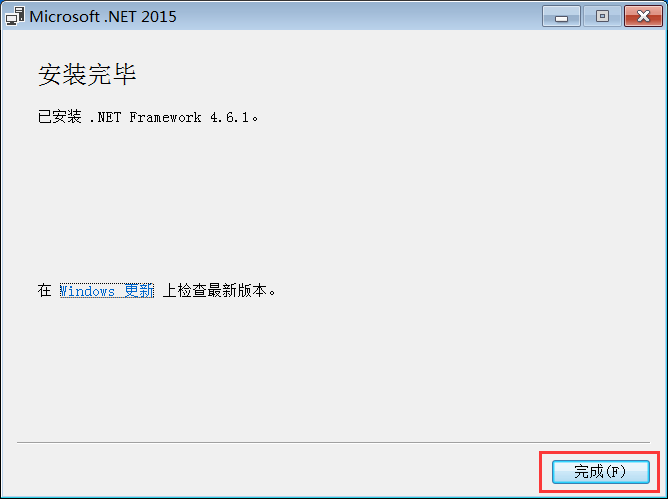 Microsoft .NET 2015
安装完毕
已安装 .NET Framework 4.6.1。
在 Windows 更新 上检查最新版本。
完成(F)